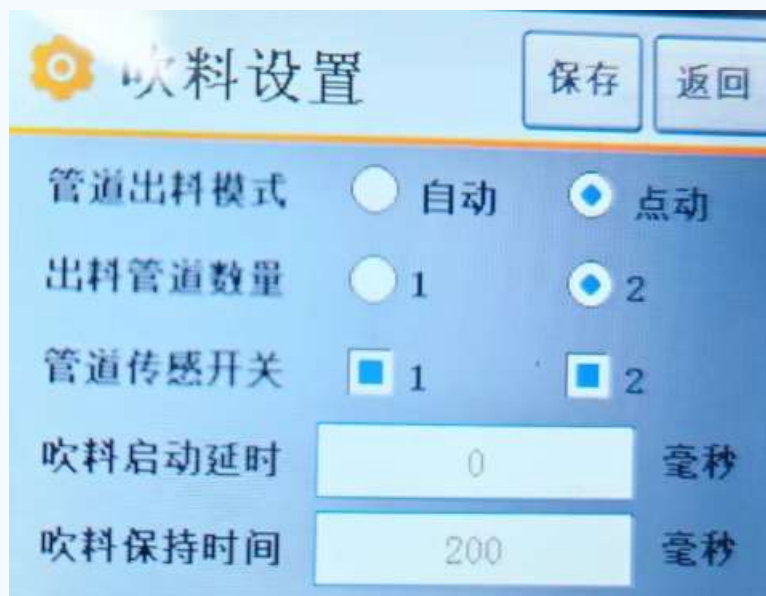 吹料设置 保存 返回
管道出料模式 自动 点动
出料管道数量 1 2
管道传感开关 1 2
吹料启动延时 0 毫秒
吹料保持时间 200 毫秒